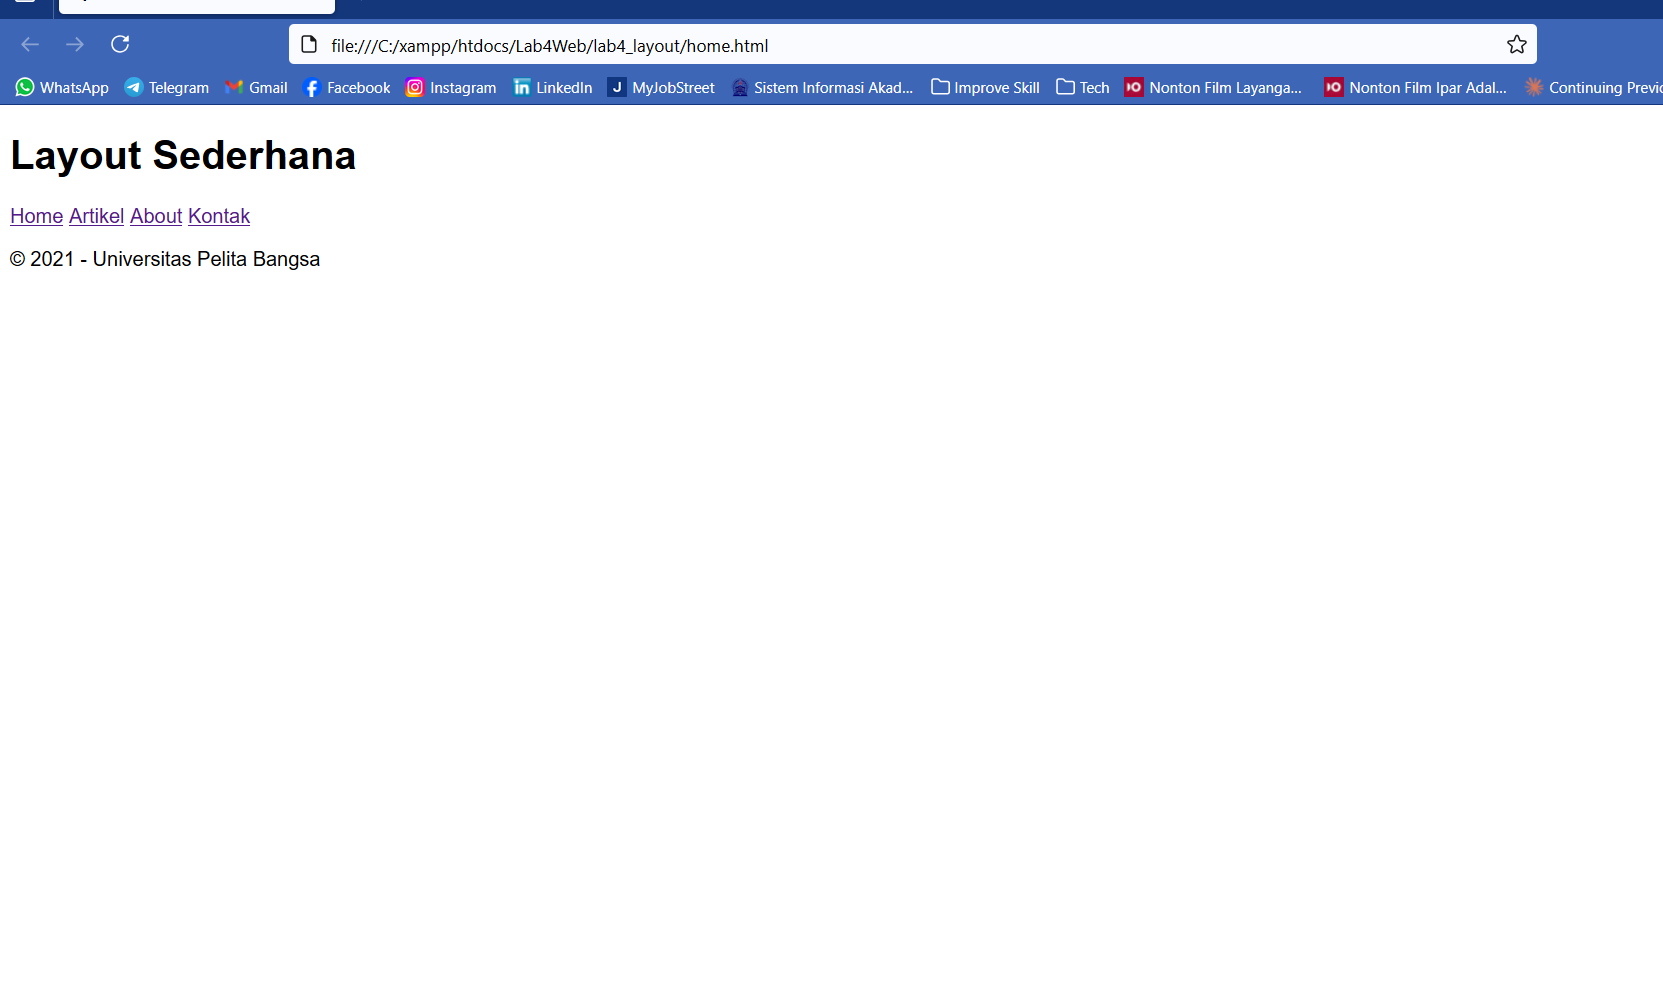 file:///C:/xampp/htdocs/Lab4Web/lab4_layout/home.html
WhatsApp Telegram Gmail Facebook Instagram LinkedIn MyJobStreet Sistem Informasi Akad... Improve Skill Tech Nonton Film Layanga... Nonton Film Ipar Adal... Continuing
Layout Sederhana
Home Artikel About Kontak
© 2021 - Universitas Pelita Bangsa